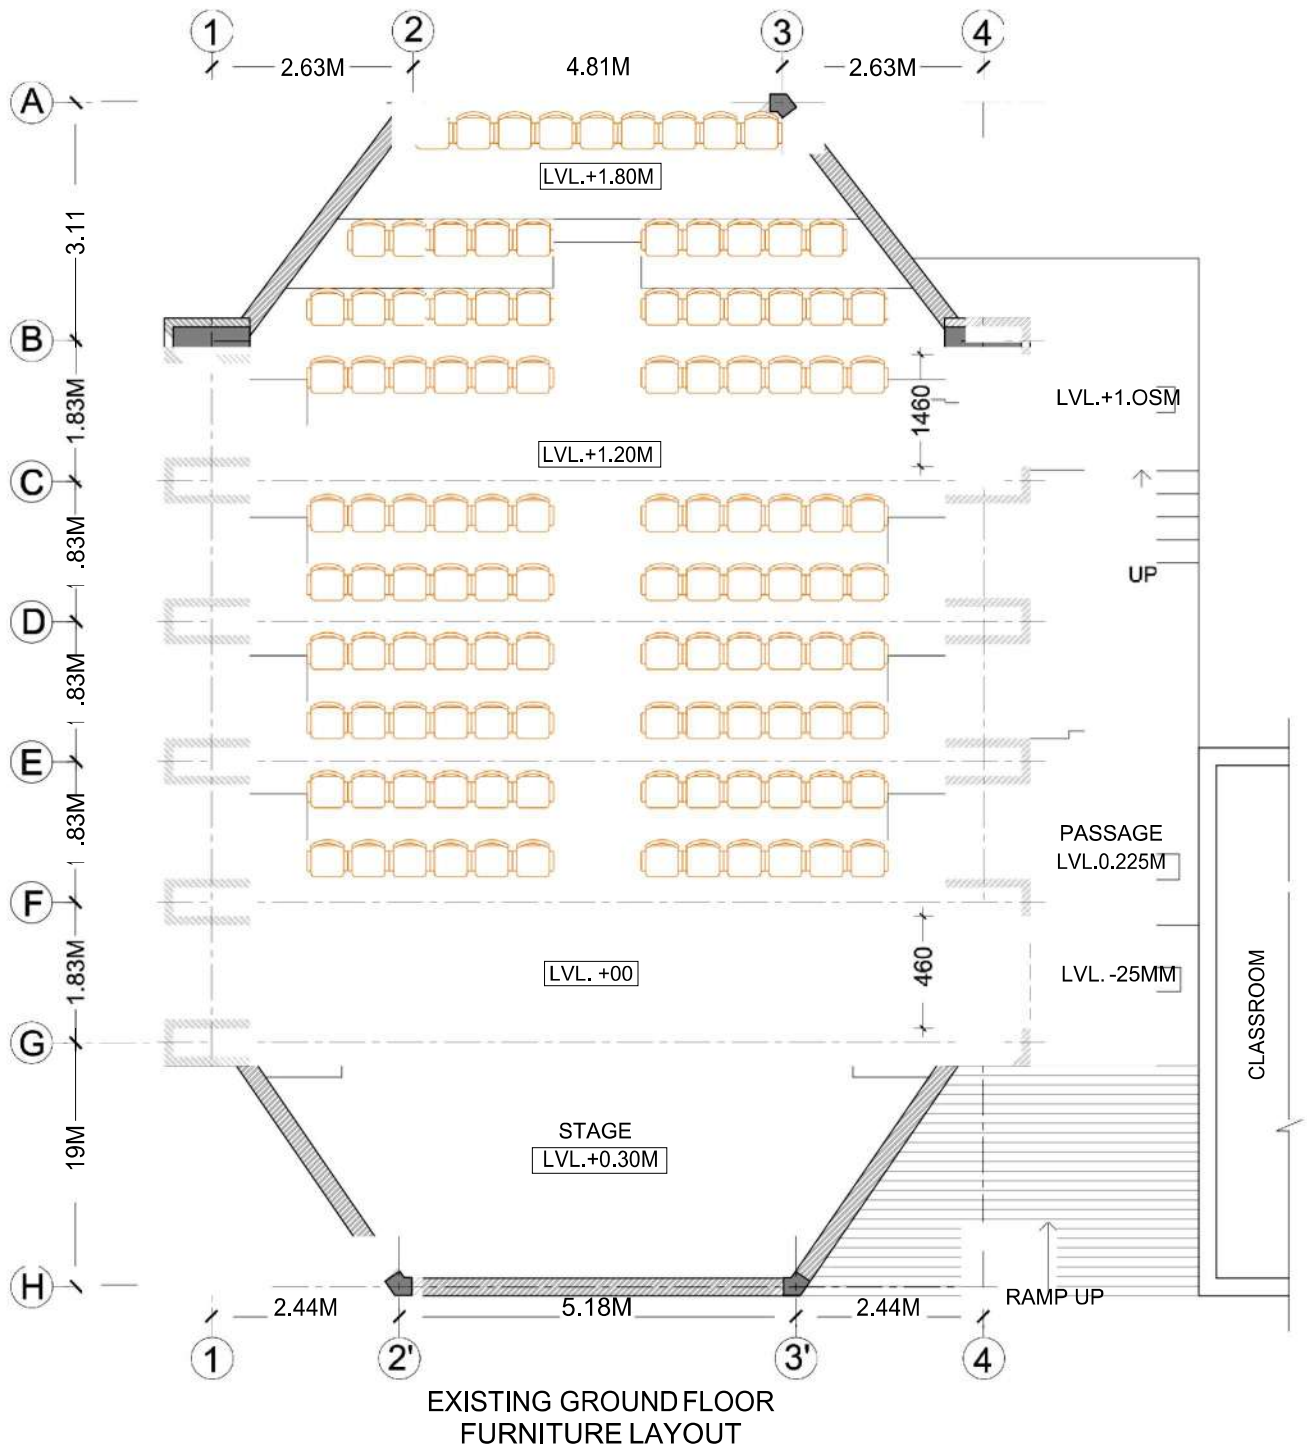 1 2 3 4
2.63M 4.81M 2.63M
A
LVL.+1.80M
3.11
B
1.83M
1460
LVL.+1.OSM
LVL.+1.20M
C
1.83M
UP
D
1.83M
E
1.83M
PASSAGE
LVL.0.225M
F
1.83M
LVL. +00
460
LVL. -25MM
CLASSROOM
G
19M
STAGE
LVL.+0.30M
H
2.44M 5.18M 2.44M
RAMP UP
1 2' 3' 4
EXISTING GROUND FLOOR
FURNITURE LAYOUT